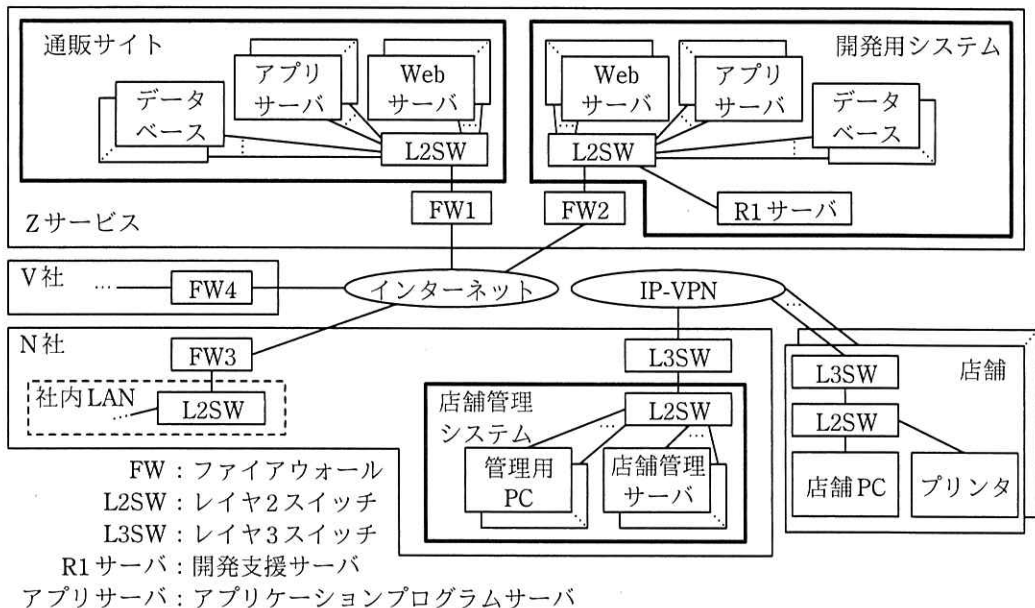 通販サイト
アプリ
サーバ
Web
サーバ
データ
ベース
L2SW
開発用システム
Web
サーバ
アプリ
サーバ
データ
ベース
L2SW
R1サーバ
FW1
FW2
Zサービス
V社
FW4
インターネット
IP-VPN
N社
FW3
社内LAN
L2SW
L3SW
店舗管理
システム
L2SW
管理用
PC
店舗管理
サーバ
店舗
L3SW
L2SW
店舗PC
プリンタ
FW：ファイアウォール
L2SW：レイヤ2スイッチ
L3SW：レイヤ3スイッチ
R1サーバ：開発支援サーバ
アプリサーバ：アプリケーションプログラムサーバ